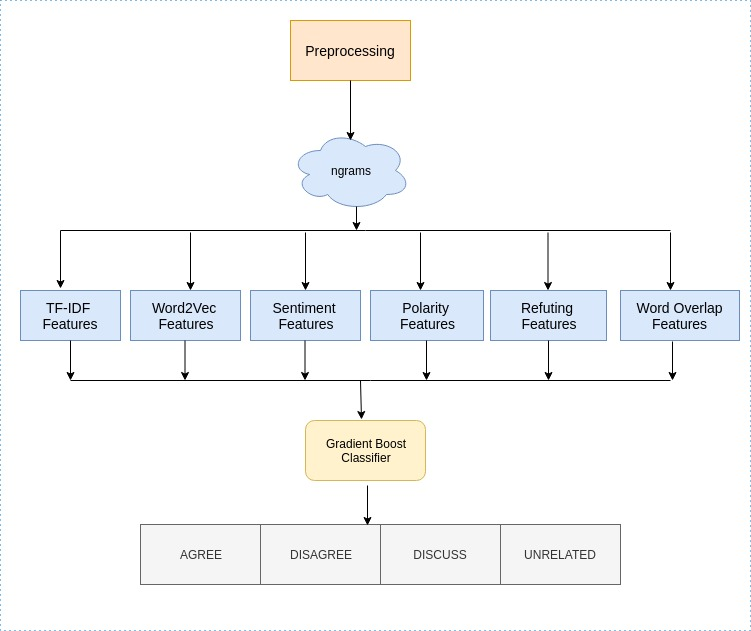 Preprocessing
ngrams
TF-IDF
Features
Word2Vec
Features
Sentiment
Features
Polarity
Features
Refuting
Features
Word Overlap
Features
Gradient Boost
Classifier
AGREE
DISAGREE
DISCUSS
UNRELATED